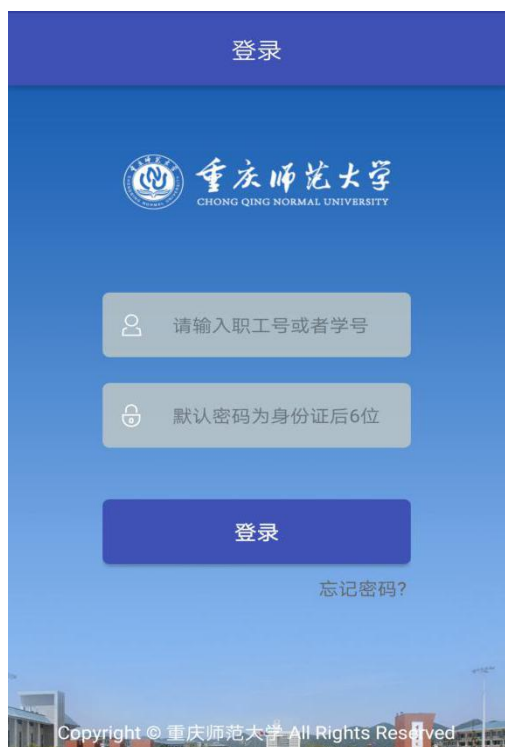 登录
重庆师范大学
CHONG QING NORMAL UNIVERSITY
请输入职工号或者学号
默认密码为身份证后6位
登录
忘记密码?
Copyright © 重庆师范大学 All Rights Reserved